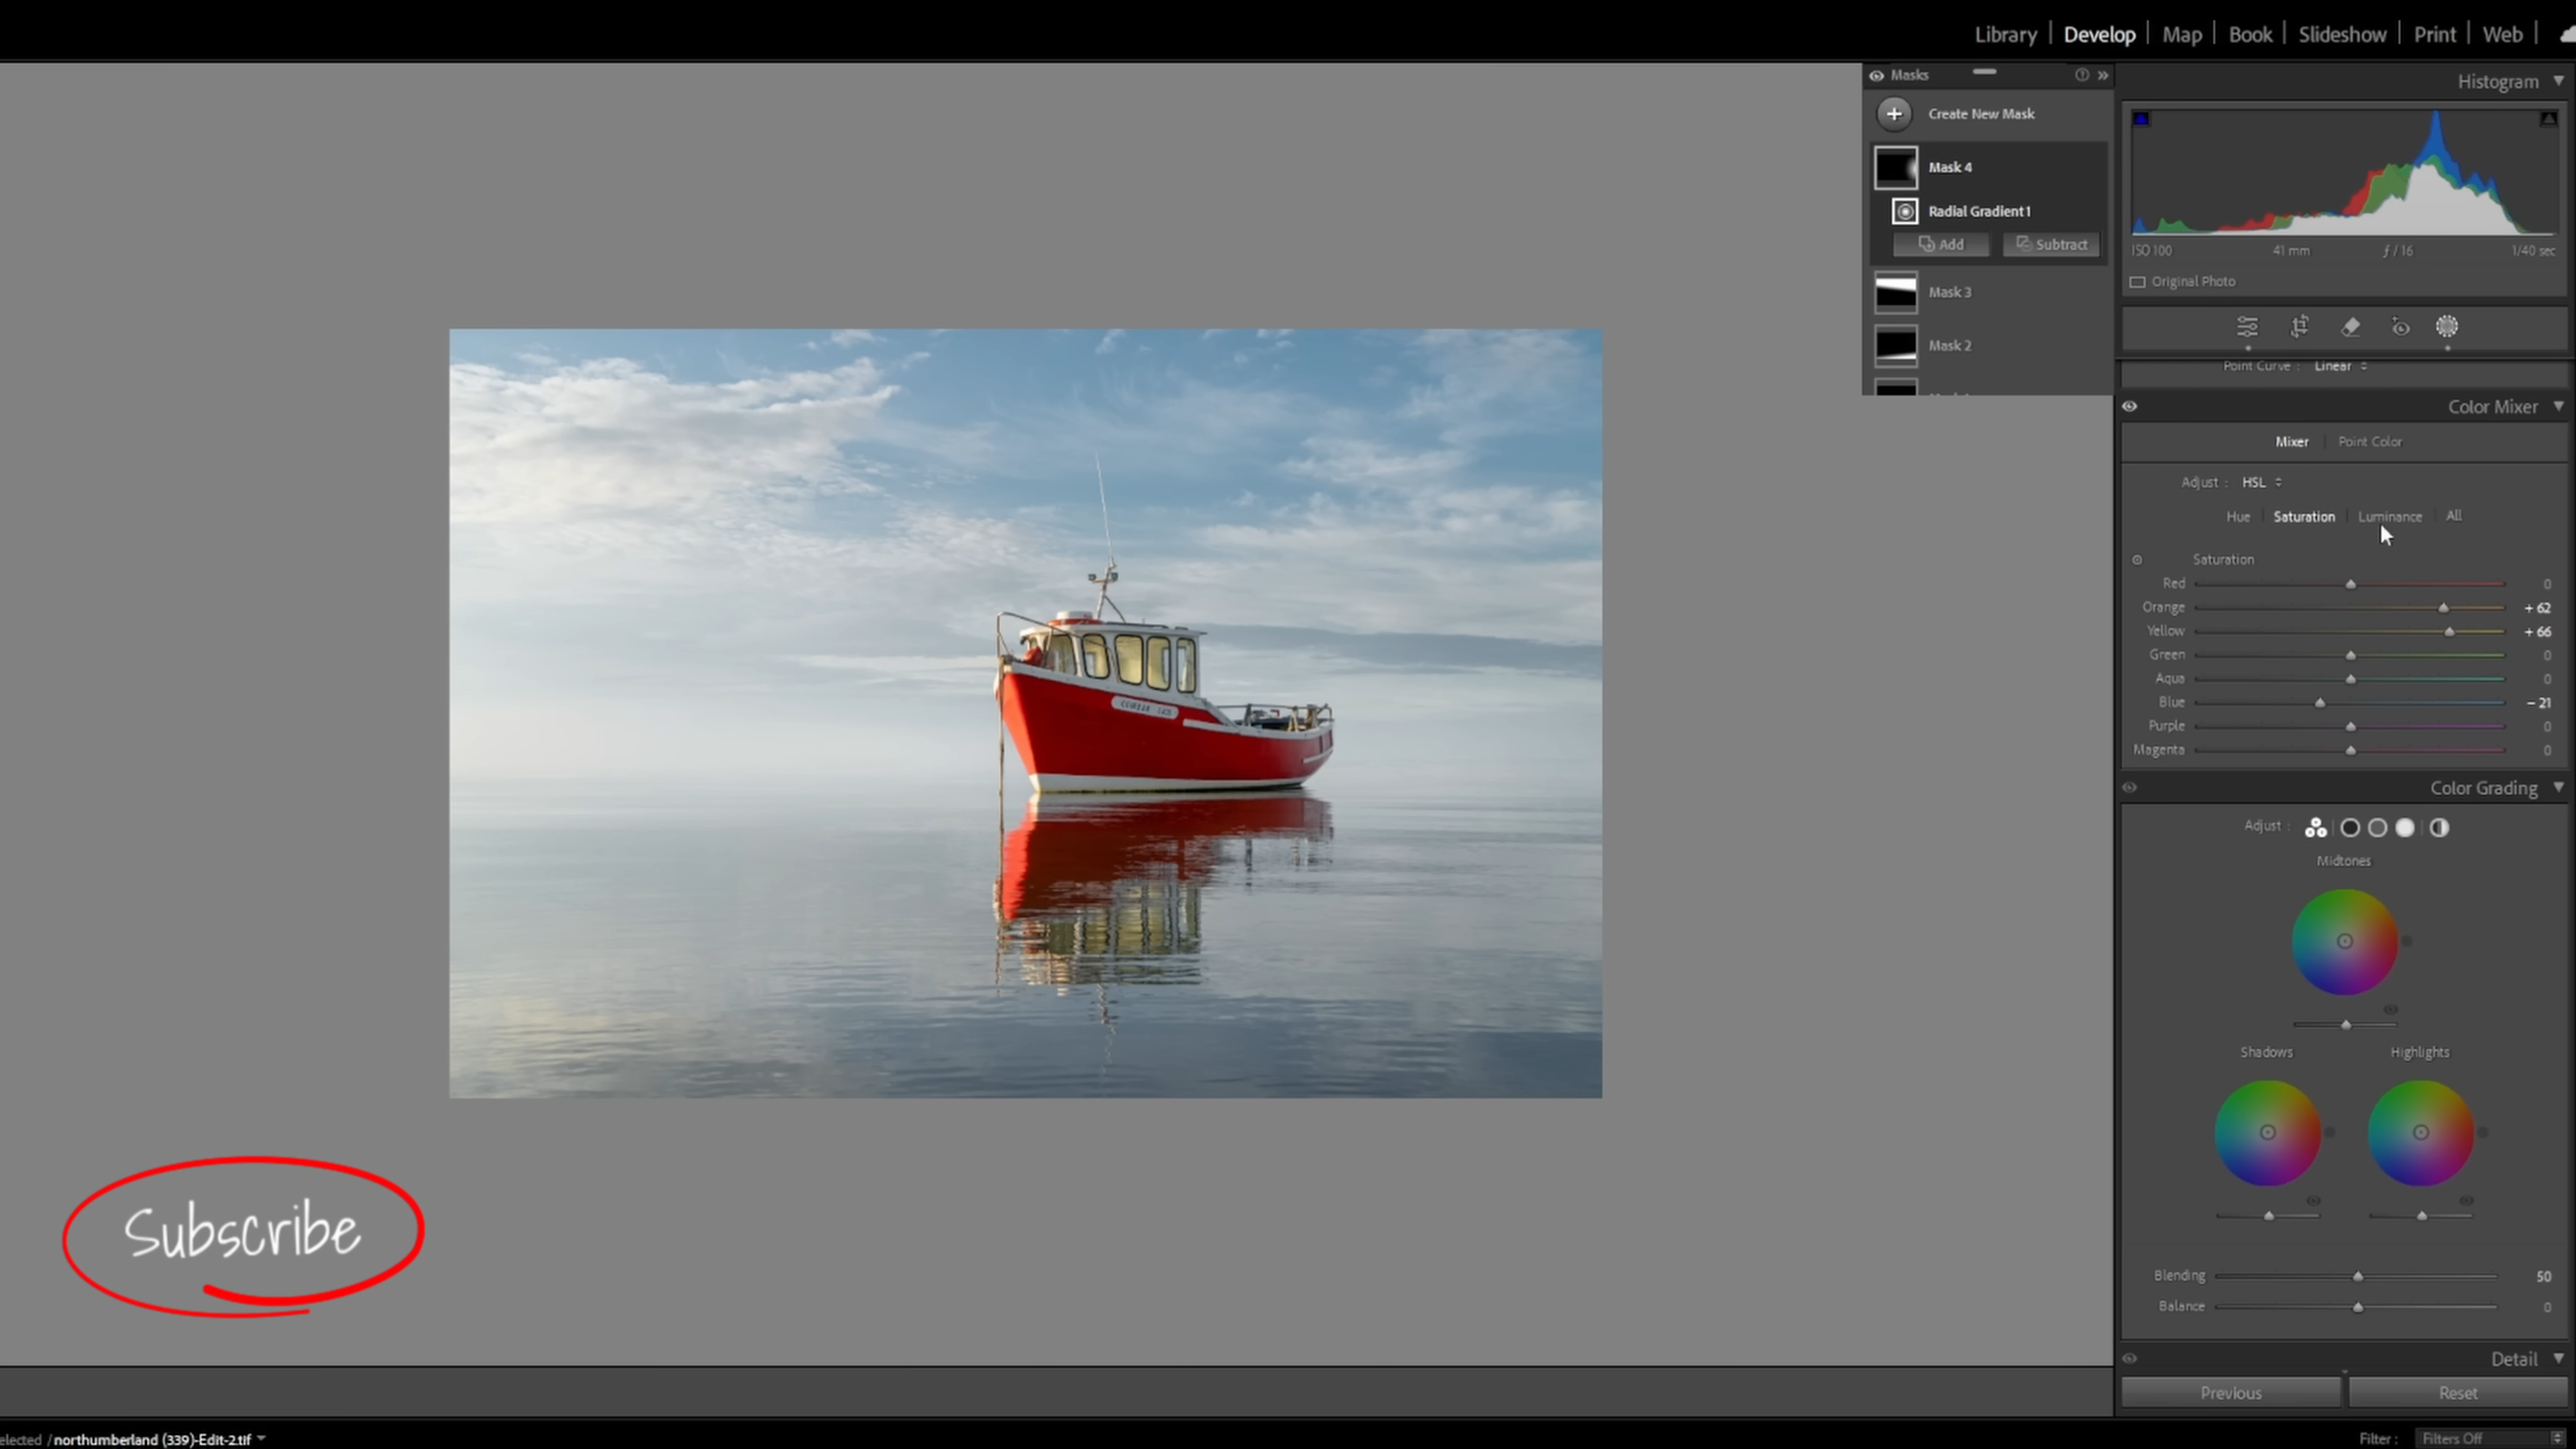 Library | Develop | Map | Book | Slideshow | Print | Web |
Masks
Create New Mask
Mask 4
Radial Gradient 1
Add Subtract
Mask 3
Mask 2
Histogram
ISO 100 41 mm ƒ / 16 1/40 sec
Original Photo
Point Curve : Linear
Color Mixer
Mixer | Point Color
Adjust : HSL
Hue | Saturation | Luminance | All
Saturation
Red 0
Orange + 62
Yellow + 66
Green 0
Aqua 0
Blue − 21
Purple 0
Magenta 0
Color Grading
Adjust :
Midtones
Shadows Highlights
Blending 50
Balance 0
Detail
Previous Reset
Subscribe
elected / northumberland (339)-Edit-2.tif
Filter : Filters Off